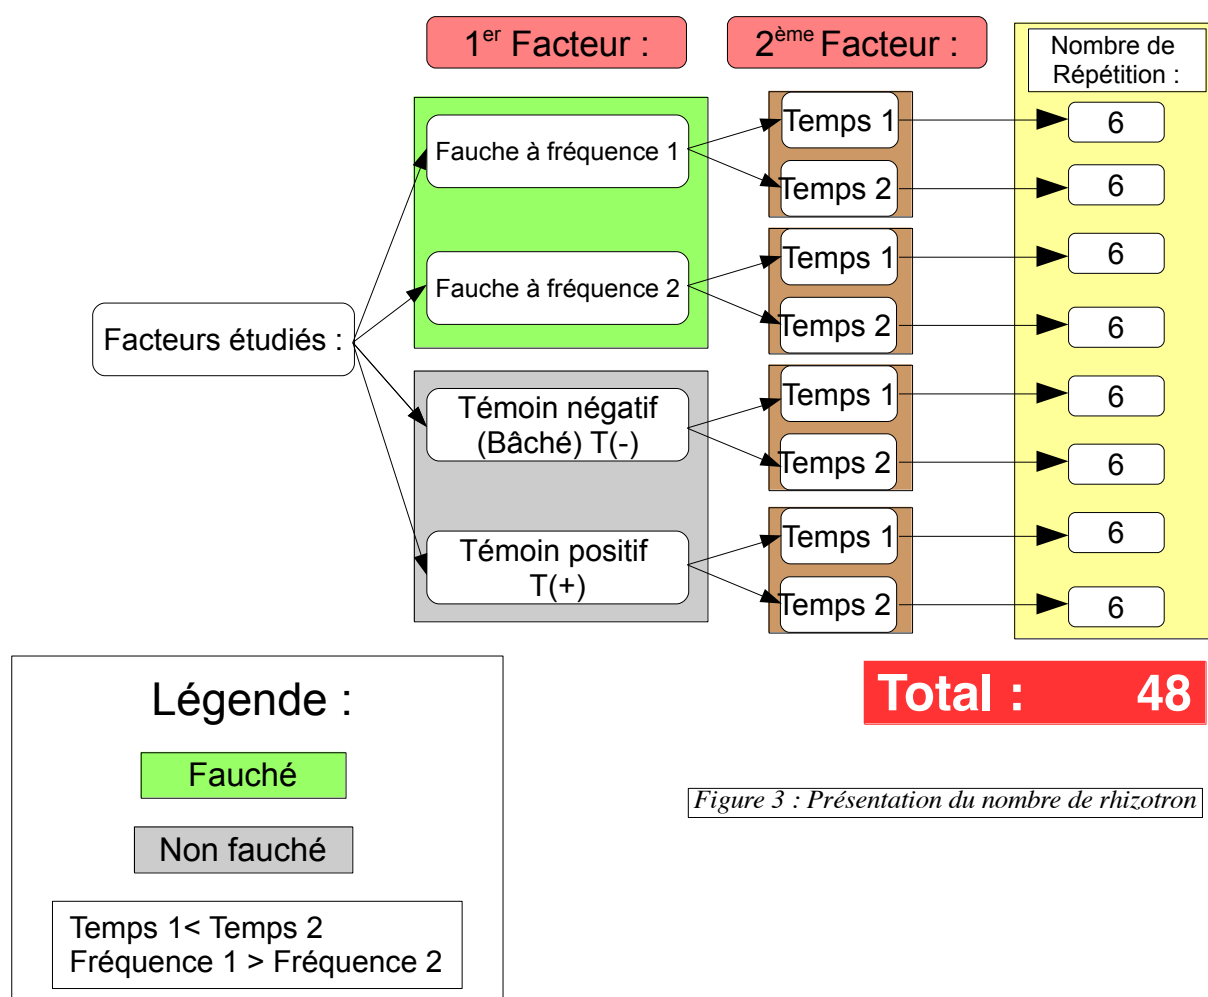 1er Facteur :
2ème Facteur :
Nombre de
Répétition :
Facteurs étudiés :
Fauche à fréquence 1
Temps 1
6
Temps 2
6
Fauche à fréquence 2
Temps 1
6
Temps 2
6
Témoin négatif
(Bâché) T(-)
Temps 1
6
Temps 2
6
Témoin positif
T(+)
Temps 1
6
Temps 2
6
Total : 48
Légende :
Fauché
Non fauché
Temps 1< Temps 2
Fréquence 1 > Fréquence 2
Figure 3 : Présentation du nombre de rhizotron